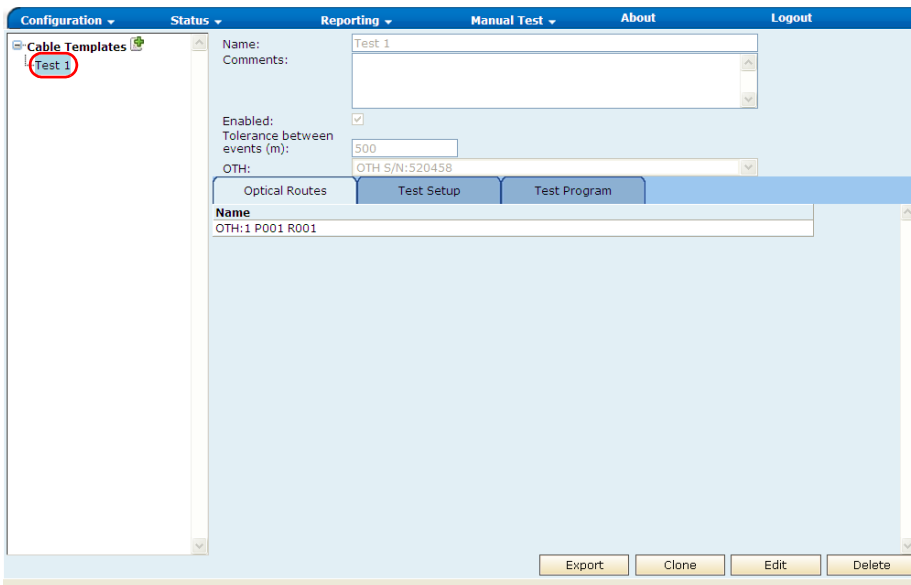 Configuration Status Reporting Manual Test About Logout
Cable Templates
Test 1
Name: Test 1
Comments:
Enabled:
Tolerance between
events (m): 500
OTH: OTH S/N:520458
Optical Routes Test Setup Test Program
Name
OTH:1 P001 R001
Export Clone Edit Delete